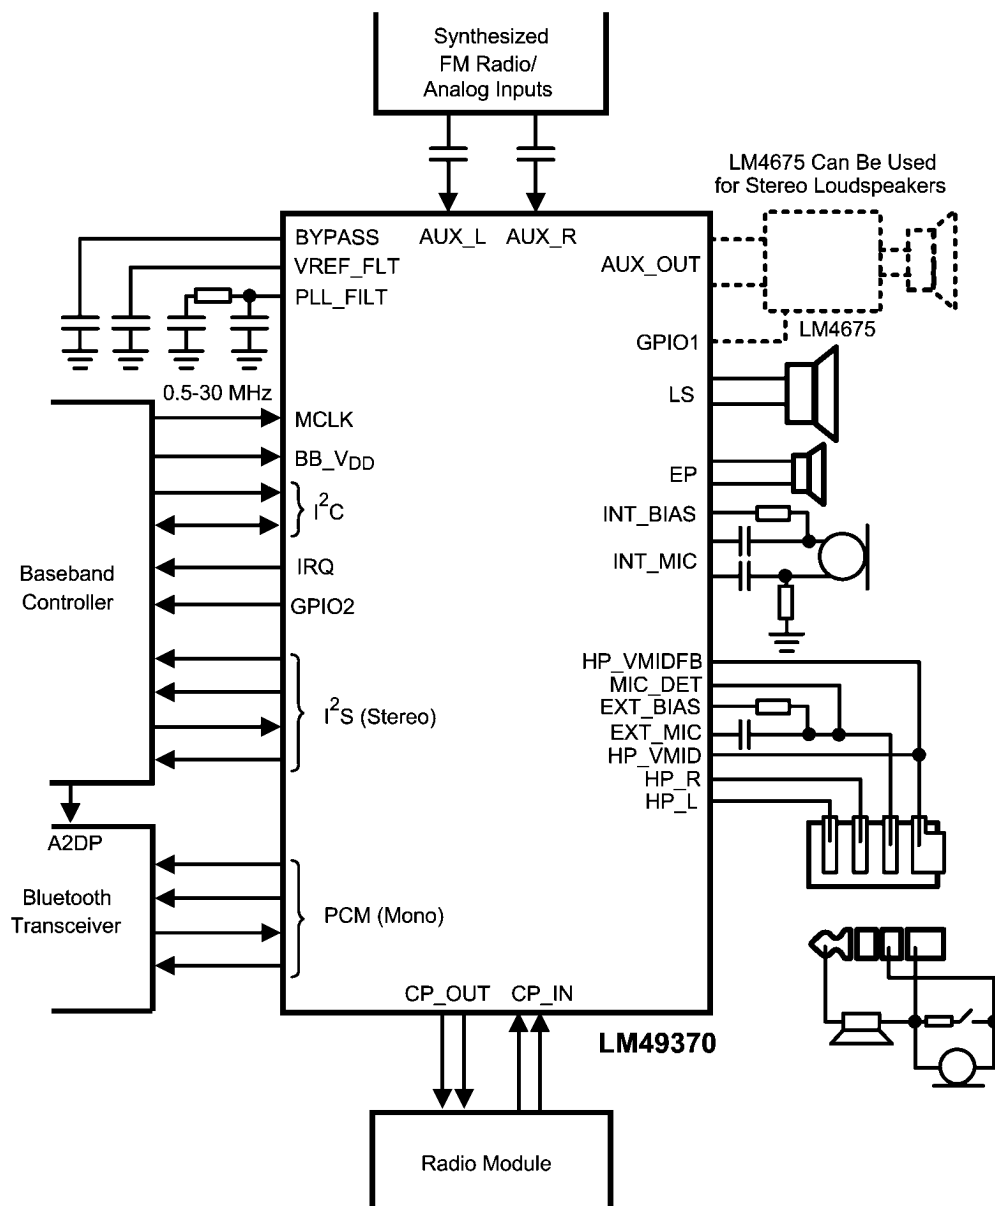 Synthesized
FM Radio/
Analog Inputs
LM4675 Can Be Used
for Stereo Loudspeakers
BYPASS
AUX_L
AUX_R
VREF_FLT
AUX_OUT
PLL_FILT
LM4675
GPIO1
0.5-30 MHz
LS
MCLK
BB_VDD
EP
I²C
INT_BIAS
INT_MIC
IRQ
Baseband
Controller
GPIO2
HP_VMIDFB
MIC_DET
EXT_BIAS
I²S (Stereo)
EXT_MIC
HP_VMID
HP_R
HP_L
A2DP
Bluetooth
Transceiver
PCM (Mono)
CP_OUT
CP_IN
LM49370
Radio Module